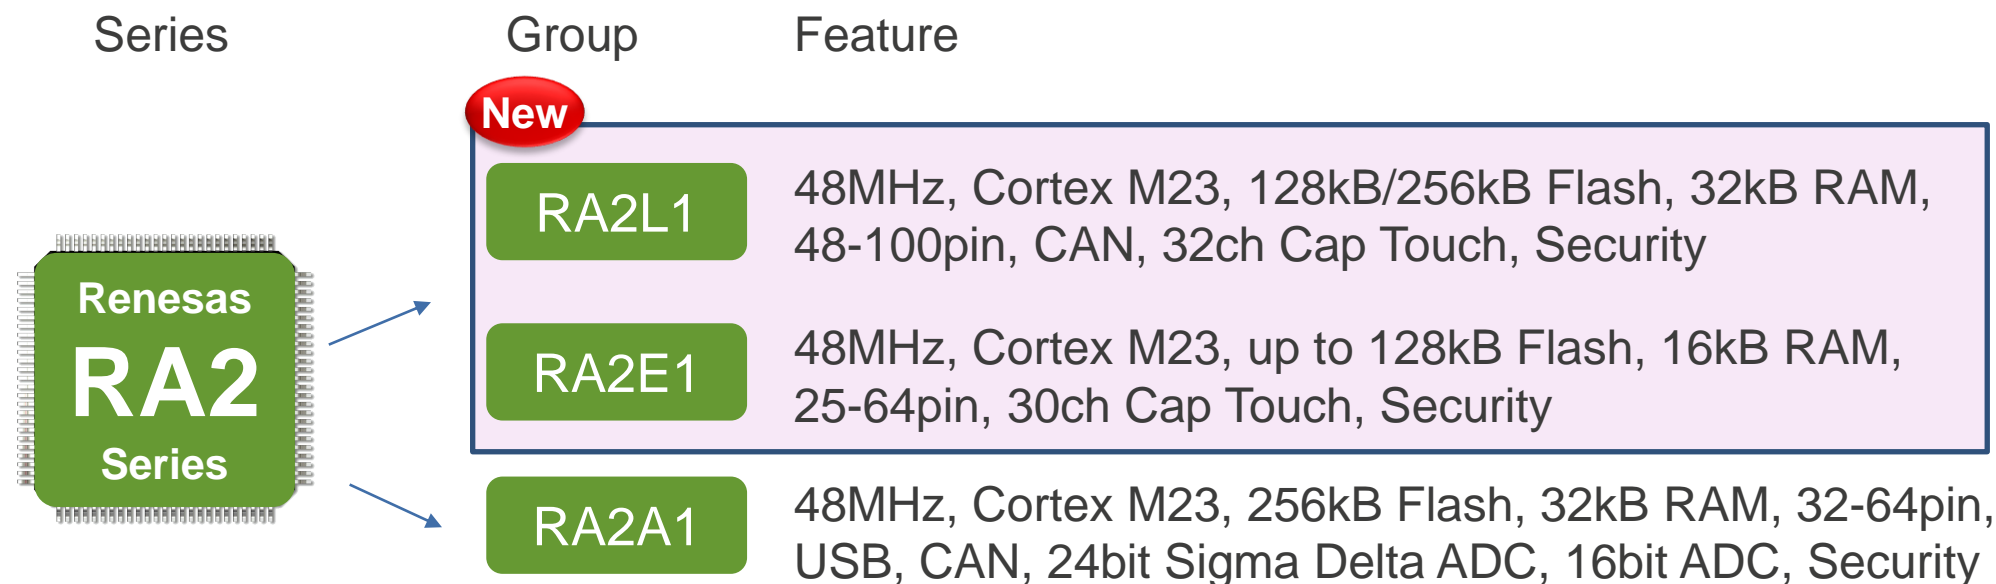 Series Group Feature
New
RA2L1 48MHz, Cortex M23, 128kB/256kB Flash, 32kB RAM,
48-100pin, CAN, 32ch Cap Touch, Security
Renesas
RA2
Series
RA2E1 48MHz, Cortex M23, up to 128kB Flash, 16kB RAM,
25-64pin, 30ch Cap Touch, Security
RA2A1 48MHz, Cortex M23, 256kB Flash, 32kB RAM, 32-64pin,
USB, CAN, 24bit Sigma Delta ADC, 16bit ADC, Security